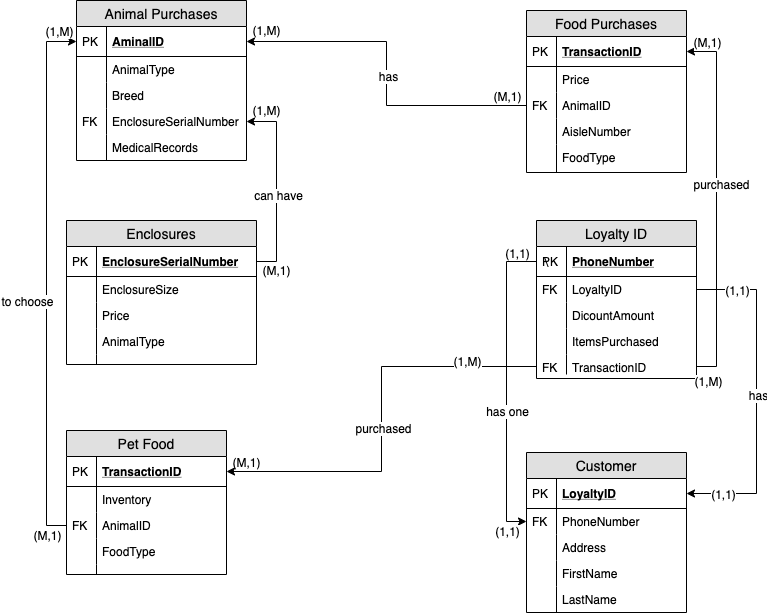 Animal Purchases
PK AminalID
AnimalType
Breed
FK EnclosureSerialNumber
MedicalRecords
(1,M)
(1,M)
(1,M)
has
(M,1)
Food Purchases
PK TransactionID
Price
FK AnimalID
AisleNumber
FoodType
(M,1)
purchased
can have
Enclosures
PK EnclosureSerialNumber
EnclosureSize
Price
AnimalType
(M,1)
to choose
Loyalty ID
PK PhoneNumber
FK LoyaltyID
DicountAmount
ItemsPurchased
FK TransactionID
(1,1)
(1,1)
(1,M)
(1,M)
has
has one
purchased
Pet Food
PK TransactionID
Inventory
FK AnimalID
FoodType
(M,1)
(M,1)
Customer
PK LoyaltyID
FK PhoneNumber
Address
FirstName
LastName
(1,1)
(1,1)